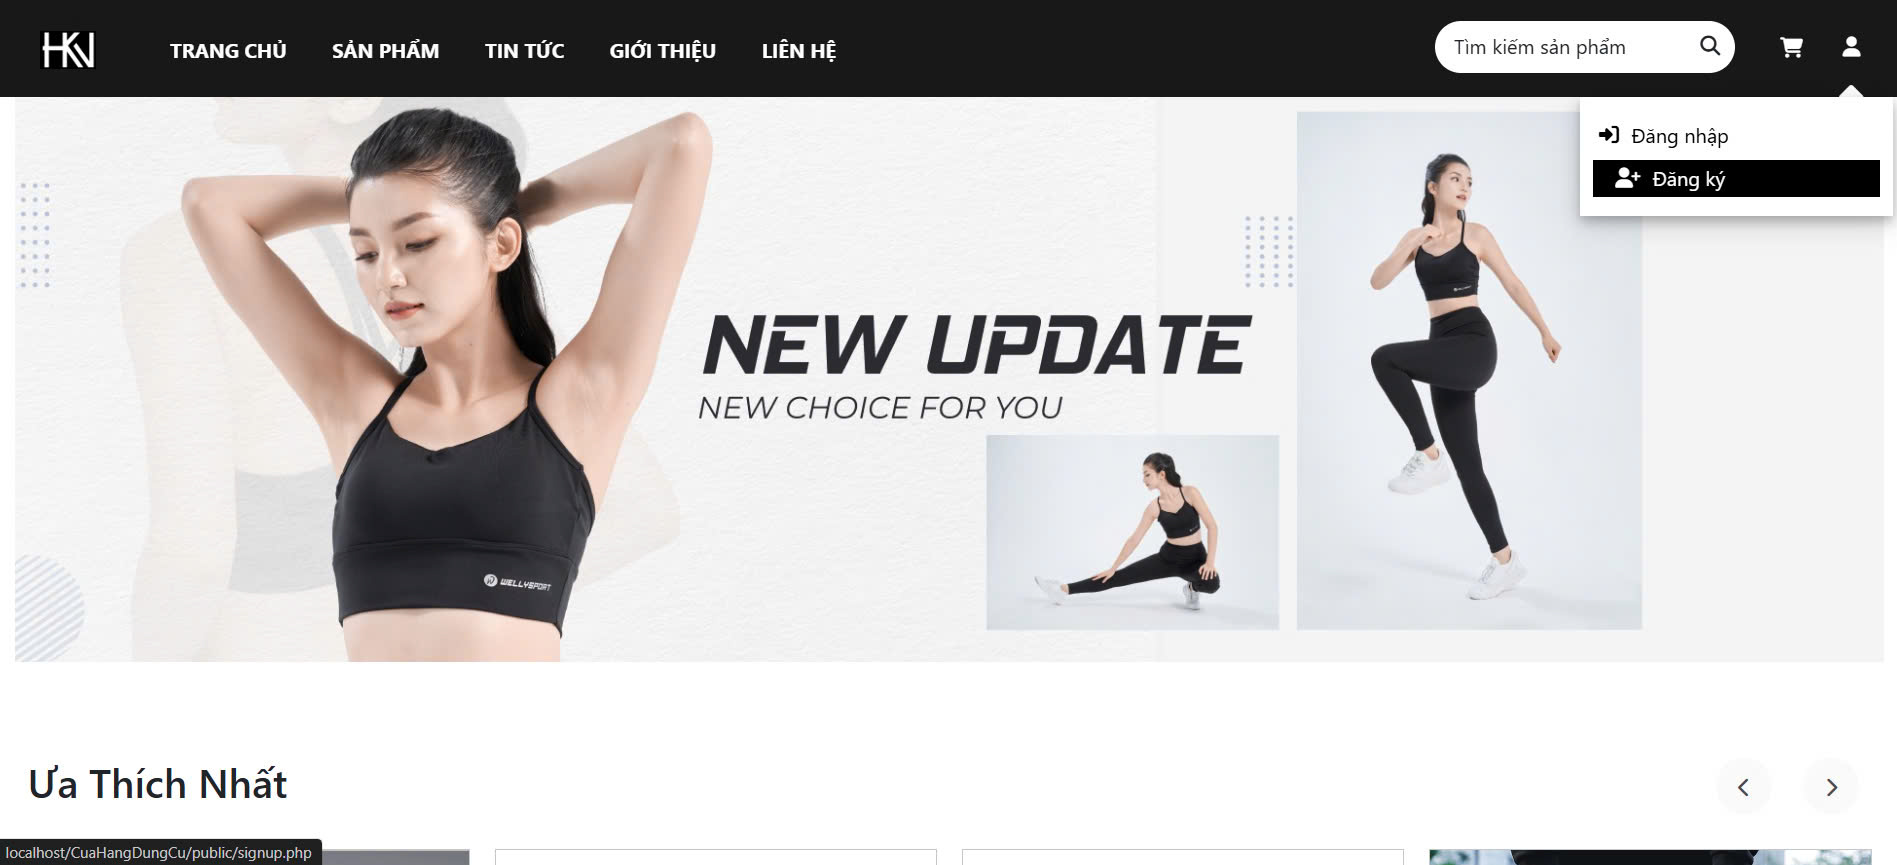 HKN
TRANG CHỦ SẢN PHẨM TIN TỨC GIỚI THIỆU LIÊN HỆ
Tìm kiếm sản phẩm
Đăng nhập
Đăng ký
NEW UPDATE
NEW CHOICE FOR YOU
WELLYSPORT
Ưa Thích Nhất
localhost/CuaHangDungCu/public/signup.php